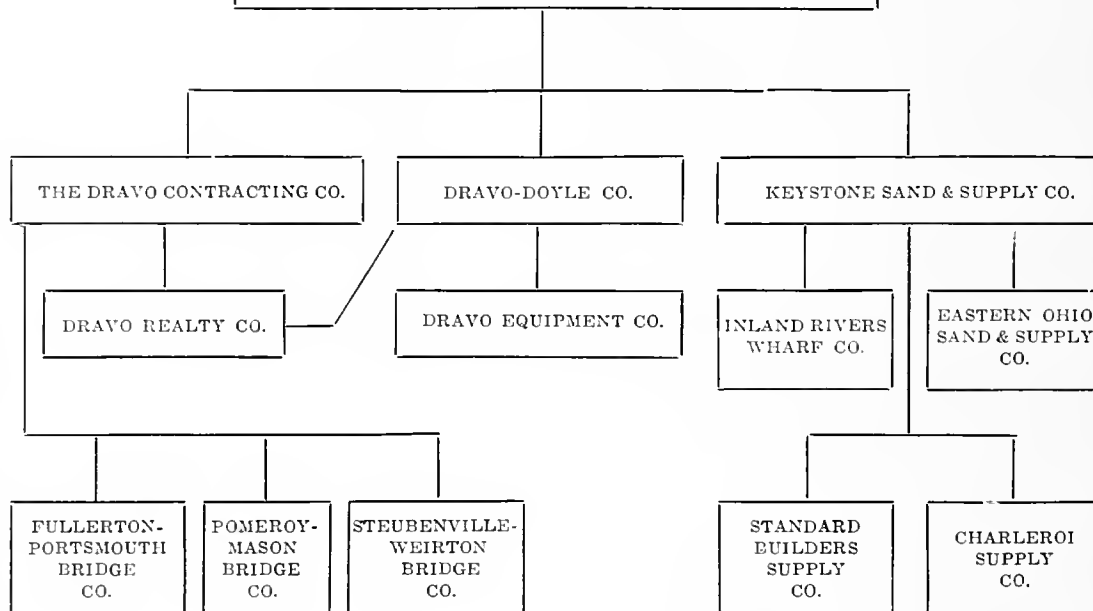 THE DRAVO CONTRACTING CO.
DRAVO-DOYLE CO.
KEYSTONE SAND & SUPPLY CO.
DRAVO REALTY CO.
DRAVO EQUIPMENT CO.
INLAND RIVERS
WHARF CO.
EASTERN OHIO
SAND & SUPPLY
CO.
FULLERTON-
PORTSMOUTH
BRIDGE
CO.
POMEROY-
MASON
BRIDGE
CO.
STEUBENVILLE-
WEIRTON
BRIDGE
CO.
STANDARD
BUILDERS
SUPPLY
CO.
CHARLEROI
SUPPLY
CO.